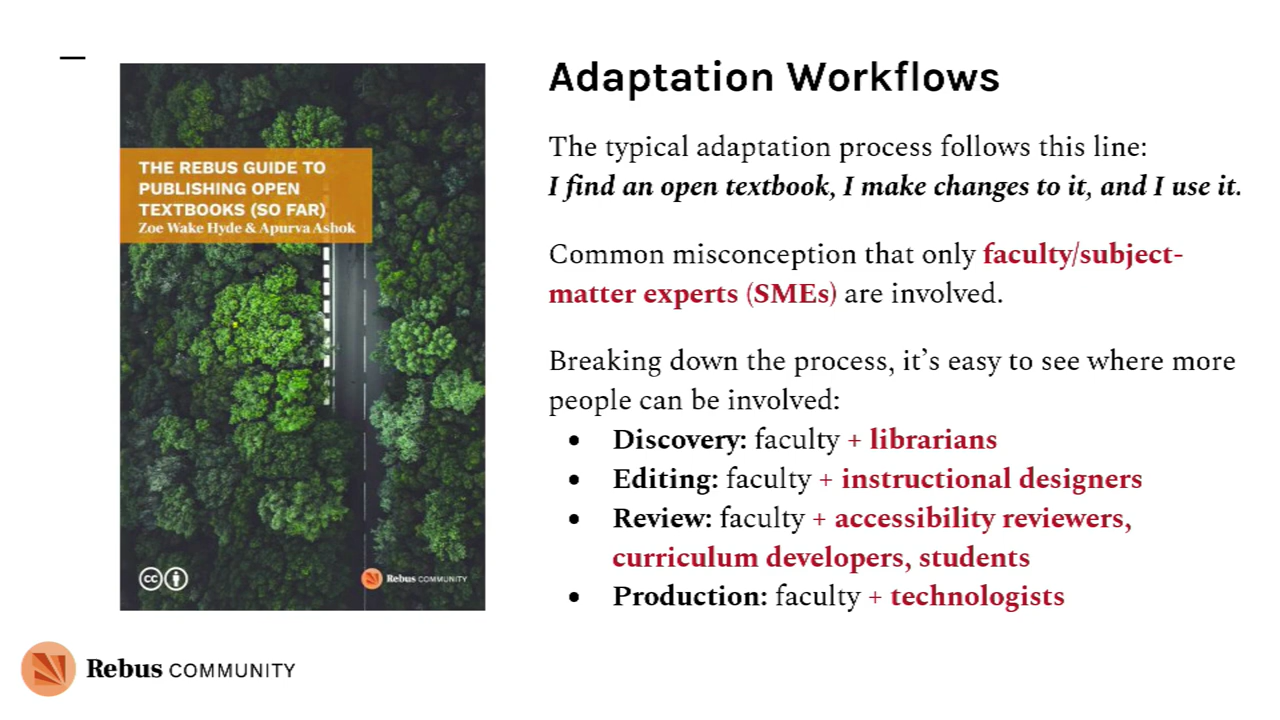 THE REBUS GUIDE TO
PUBLISHING OPEN
TEXTBOOKS (SO FAR)
Zoe Wake Hyde & Apurva Ashok
cc
Rebus COMMUNITY
Adaptation Workflows
The typical adaptation process follows this line:
I find an open textbook, I make changes to it, and I use it.
Common misconception that only faculty/subject-
matter experts (SMEs) are involved.
Breaking down the process, it’s easy to see where more
people can be involved:
• Discovery: faculty + librarians
• Editing: faculty + instructional designers
• Review: faculty + accessibility reviewers,
curriculum developers, students
• Production: faculty + technologists
Rebus COMMUNITY